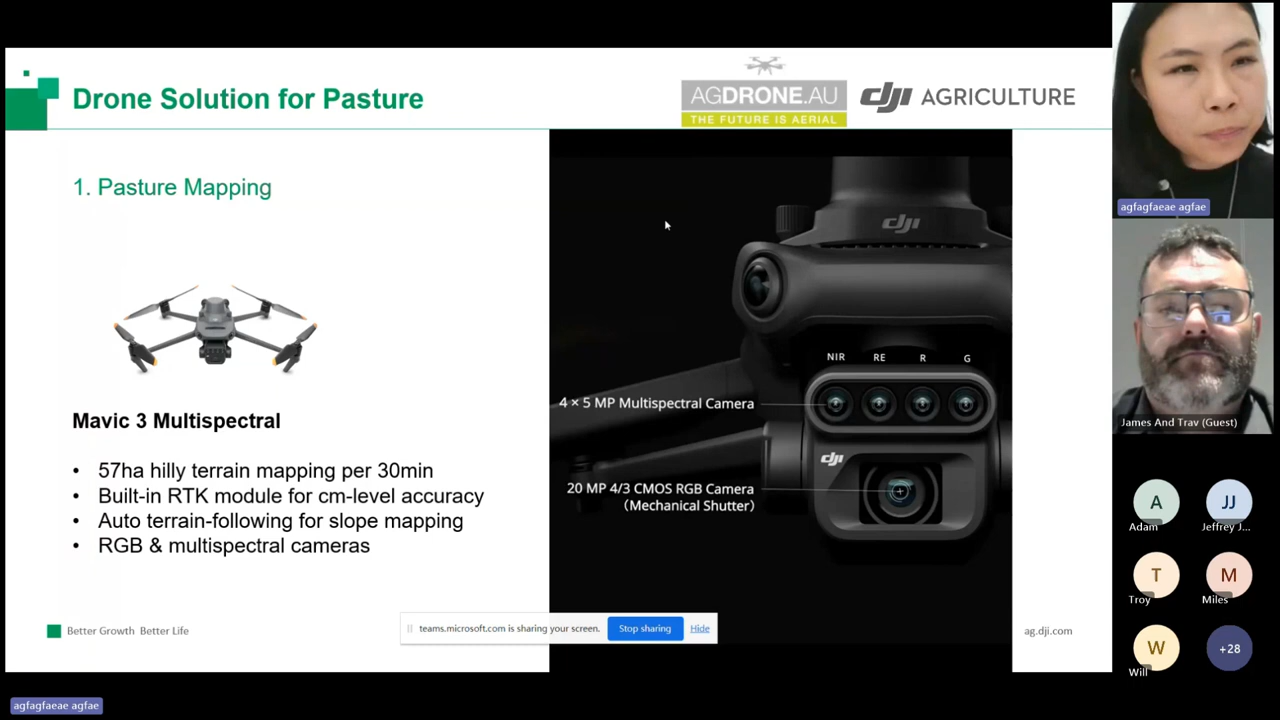 Drone Solution for Pasture
AGDRONE.AU
THE FUTURE IS AERIAL
dji AGRICULTURE
1. Pasture Mapping
Mavic 3 Multispectral
• 57ha hilly terrain mapping per 30min
• Built-in RTK module for cm-level accuracy
• Auto terrain-following for slope mapping
• RGB & multispectral cameras
dji
NIR RE R G
4 × 5 MP Multispectral Camera
dji
20 MP 4/3 CMOS RGB Camera
(Mechanical Shutter)
Better Growth Better Life
teams.microsoft.com is sharing your screen. Stop sharing Hide
ag.dji.com
agfagfaeae agfae
James And Trav (Guest)
A JJ
Adam Jeffrey J...
T M
Troy Miles
W +28
Will
agfagfaeae agfae